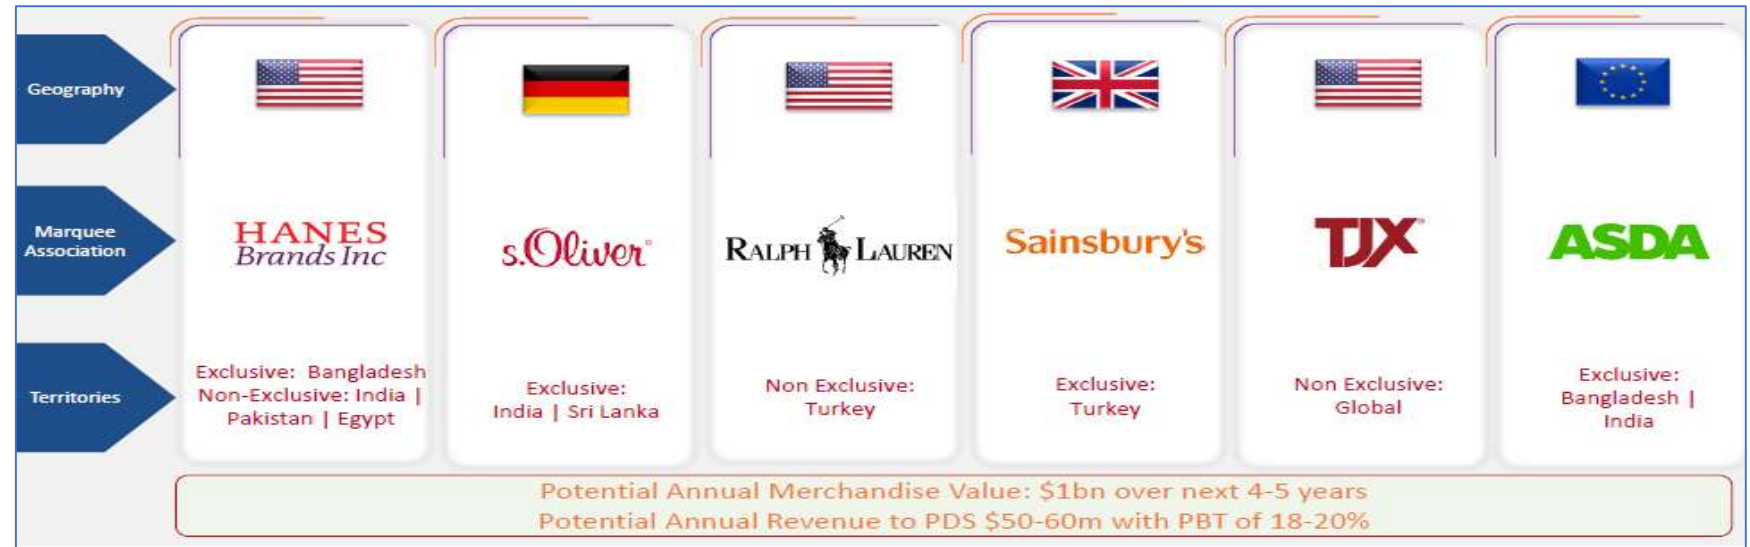 Geography
Marquee
Association
HANES
Brands Inc
s.Oliver
RALPH LAUREN
Sainsbury's
TJX
ASDA
Territories
Exclusive: Bangladesh
Non-Exclusive: India |
Pakistan | Egypt
Exclusive:
India | Sri Lanka
Non Exclusive:
Turkey
Exclusive:
Turkey
Non Exclusive:
Global
Exclusive:
Bangladesh |
India
Potential Annual Merchandise Value: $1bn over next 4-5 years
Potential Annual Revenue to PDS $50-60m with PBT of 18-20%